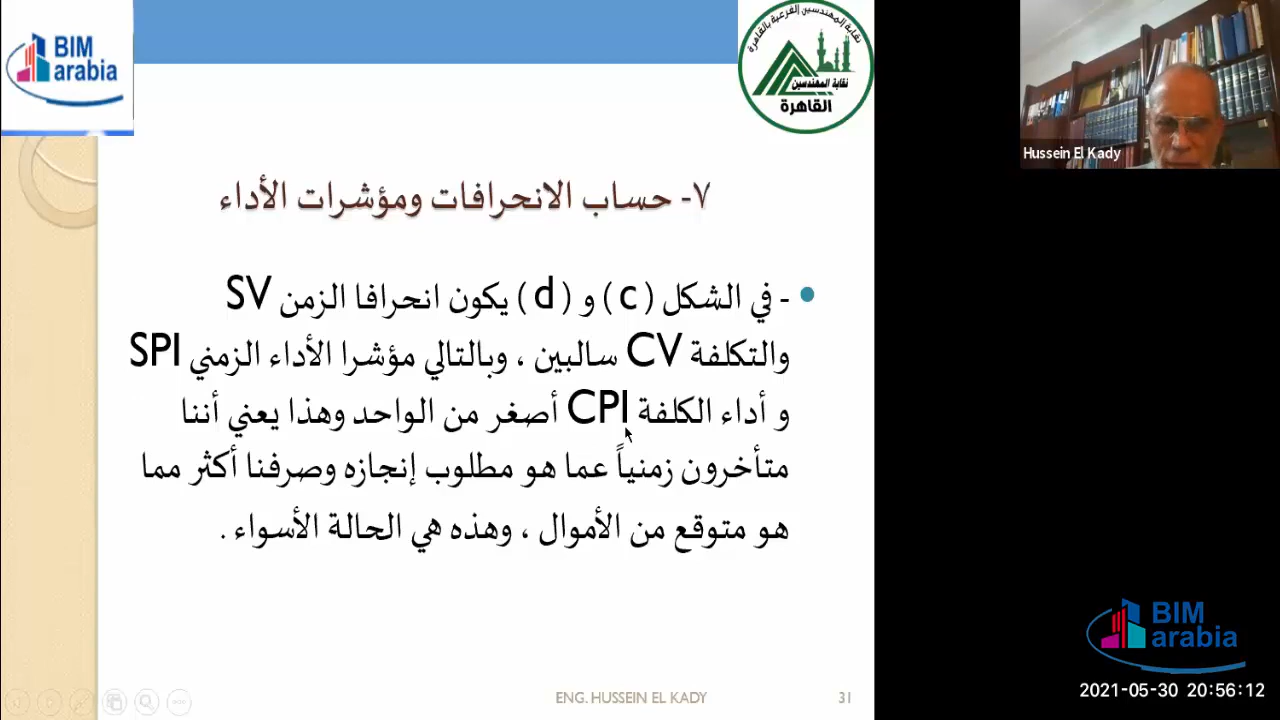 BIM
arabia
نقابة المهندسين الفرعية بالقاهرة
نقابة المهندسين
القاهرة
Hussein El Kady
٧- حساب الانحرافات ومؤشرات الأداء
- في الشكل ( c ) و ( d ) يكون انحرافا الزمن SV
والتكلفة CV سالبين ، وبالتالي مؤشرا الأداء الزمني SPI
و أداء الكلفة CPI أصغر من الواحد وهذا يعني أننا
متأخرون زمنياً عما هو مطلوب إنجازه وصرفنا أكثر مما
هو متوقع من الأموال ، وهذه هي الحالة الأسواء .
ENG. HUSSEIN EL KADY
31
BIM
arabia
2021-05-30 20:56:12